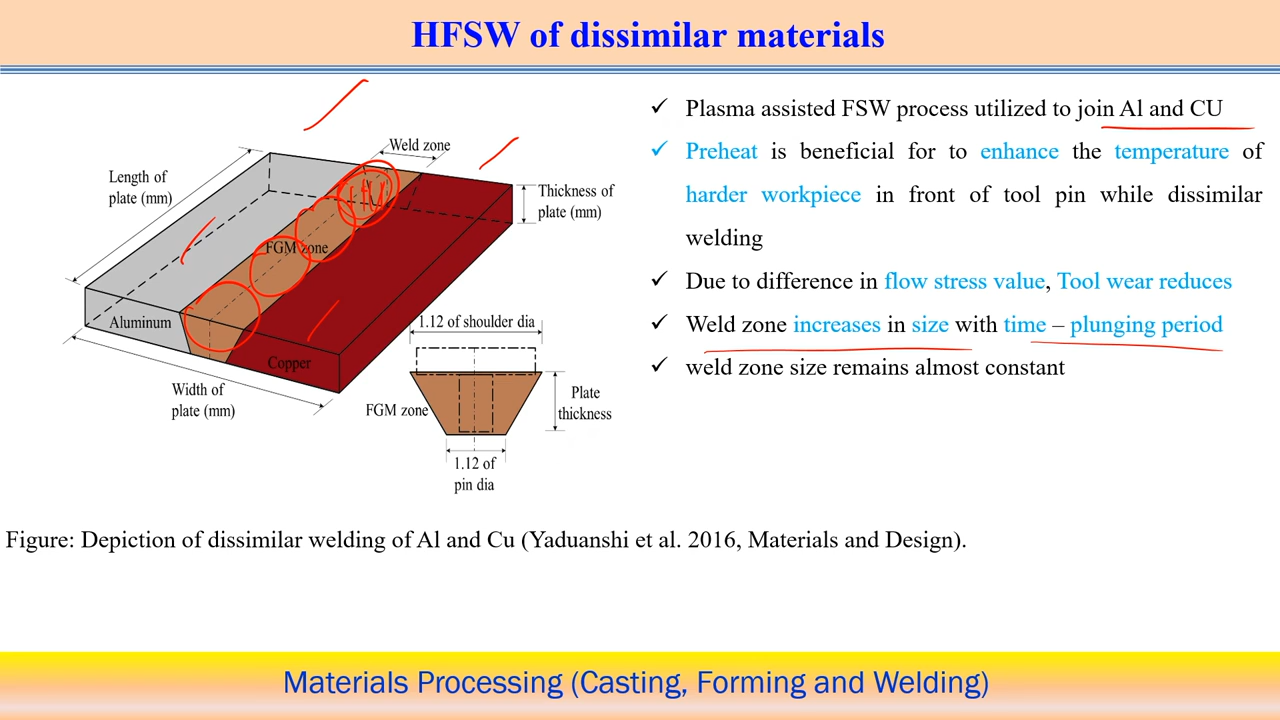 HFSW of dissimilar materials
Weld zone
Length of
plate (mm)
Thickness of
plate (mm)
FGM zone
Aluminum
Copper
Width of
plate (mm)
1.12 of shoulder dia
FGM zone
Plate
thickness
1.12 of
pin dia
✓ Plasma assisted FSW process utilized to join Al and CU
✓ Preheat is beneficial for to enhance the temperature of
harder workpiece in front of tool pin while dissimilar
welding
✓ Due to difference in flow stress value, Tool wear reduces
✓ Weld zone increases in size with time – plunging period
✓ weld zone size remains almost constant
Figure: Depiction of dissimilar welding of Al and Cu (Yaduanshi et al. 2016, Materials and Design).
Materials Processing (Casting, Forming and Welding)